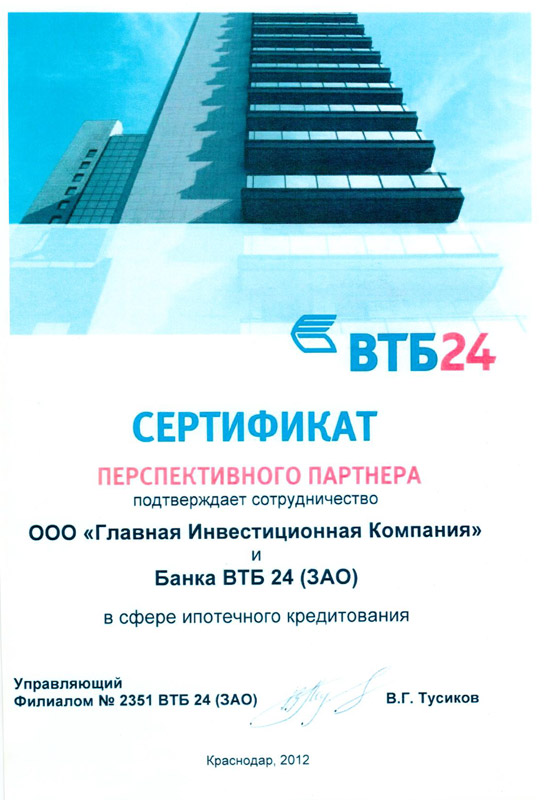 ВТБ24
СЕРТИФИКАТ
ПЕРСПЕКТИВНОГО ПАРТНЕРА
подтверждает сотрудничество
ООО «Главная Инвестиционная Компания»
и
Банка ВТБ 24 (ЗАО)
в сфере ипотечного кредитования
Управляющий
Филиалом № 2351 ВТБ 24 (ЗАО)
В.Г. Тусиков
Краснодар, 2012